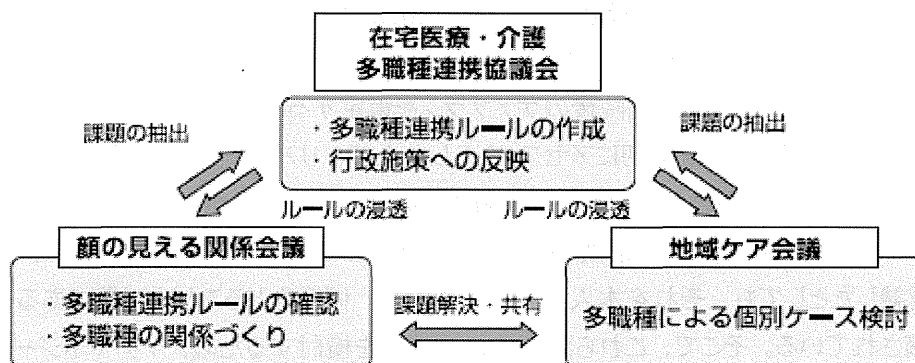 在宅医療・介護
多職種連携協議会
・多職種連携ルールの作成
・行政施策への反映
課題の抽出
課題の抽出
ルールの浸透
ルールの浸透
顔の見える関係会議
・多職種連携ルールの確認
・多職種の関係づくり
課題解決・共有
地域ケア会議
多職種による個別ケース検討